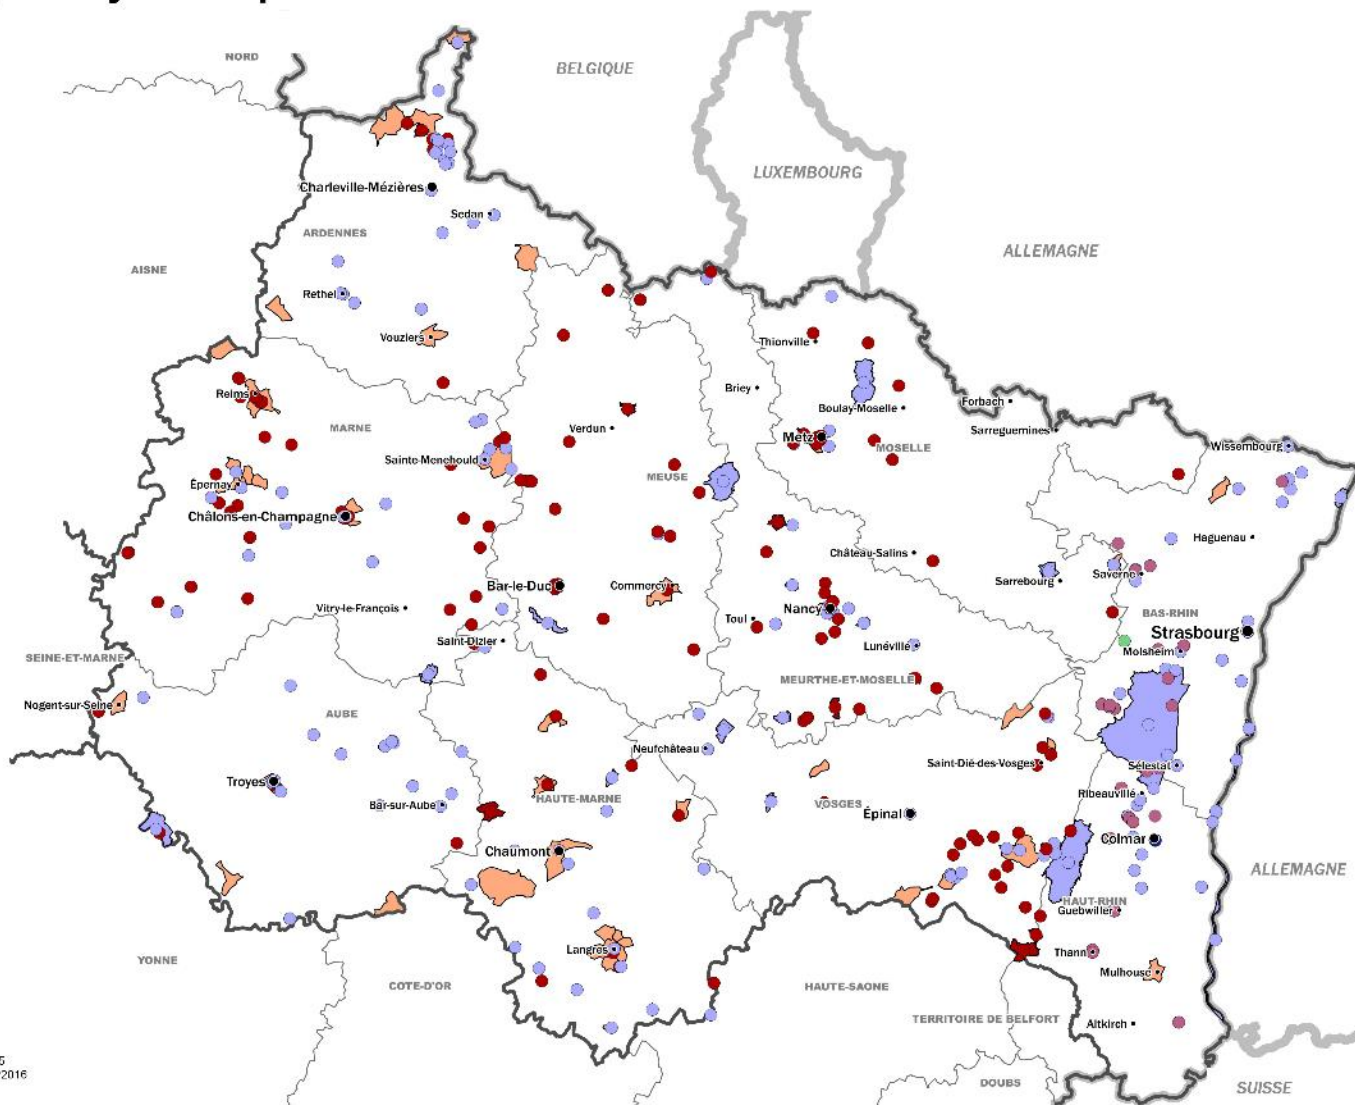 NORD
BELGIQUE
LUXEMBOURG
Charleville-Mézières
Sedan
ARDENNES
ALLEMAGNE
AISNE
Rethel
Vouziers
Thionville
Briey
Reims
Boulay-Moselle
Forbach
MARNE
Verdun
Metz
Sarreguemines
Wissembourg
MOSELLE
Sainte-Menehould
MEUSE
Épernay
Châlons-en-Champagne
Haguenau
Château-Salins
Saverne
Sarrebourg
Bar-le-Duc
Commercy
Vitry-le-François
Nancy
BAS-RHIN
Toul
Strasbourg
Saint-Dizier
Lunéville
Molsheim
SEINE-ET-MARNE
MEURTHE-ET-MOSELLE
Nogent-sur-Seine
AUBE
Neufchâteau
Saint-Dié-des-Vosges
Sélestat
Troyes
Ribeauvillé
HAUTE-MARNE
Bar-sur-Aube
VOSGES
Épinal
Colmar
Chaumont
ALLEMAGNE
HAUT-RHIN
Guebwiller
Langres
Thann
YONNE
Mulhouse
COTE-D'OR
HAUTE-SAONE
TERRITOIRE DE BELFORT
Altkirch
5
2016
DOUBS
SUISSE